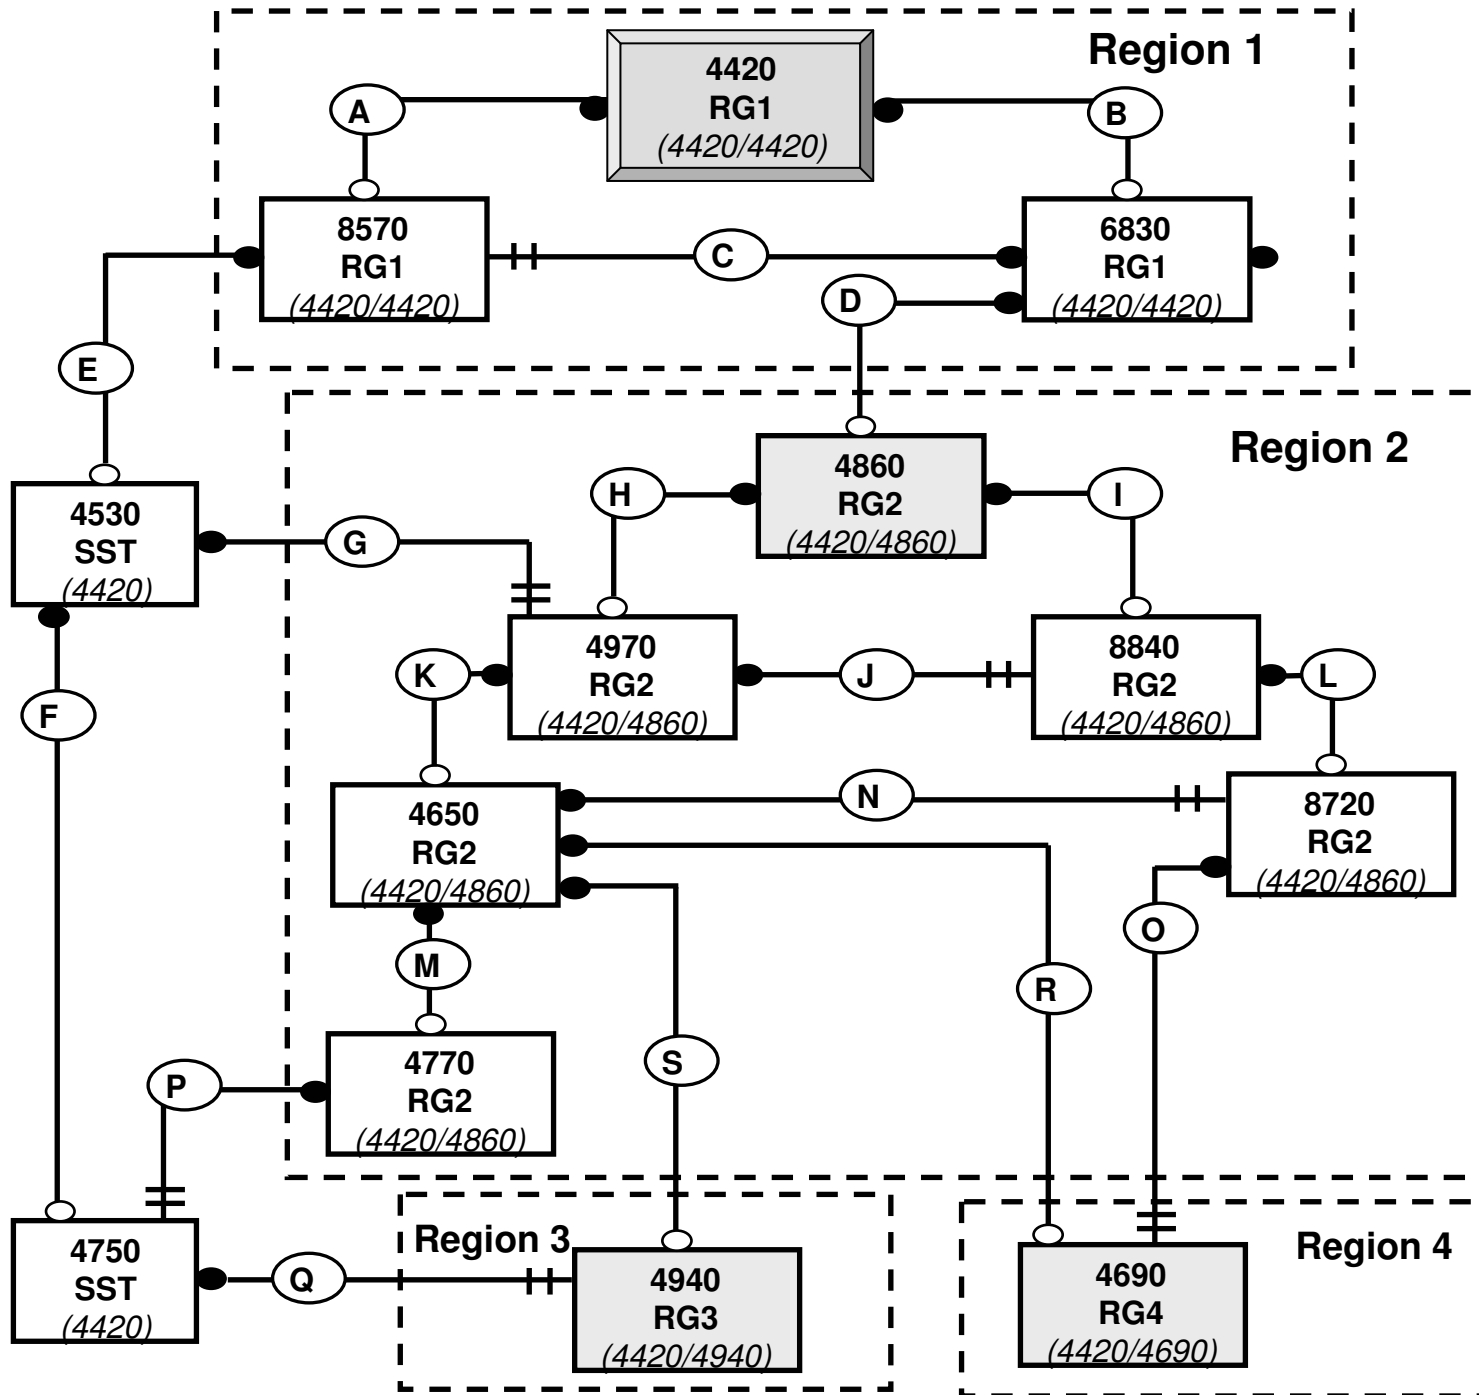 Region 1
4420
RG1
(4420/4420)
A
B
8570
RG1
(4420/4420)
C
6830
RG1
(4420/4420)
D
E
Region 2
4860
RG2
(4420/4860)
H
I
4530
SST
(4420)
G
4970
RG2
(4420/4860)
J
8840
RG2
(4420/4860)
K
L
F
4650
RG2
(4420/4860)
N
8720
RG2
(4420/4860)
O
M
R
S
4770
RG2
(4420/4860)
P
4750
SST
(4420)
Q
Region 3
4940
RG3
(4420/4940)
4690
RG4
(4420/4690)
Region 4